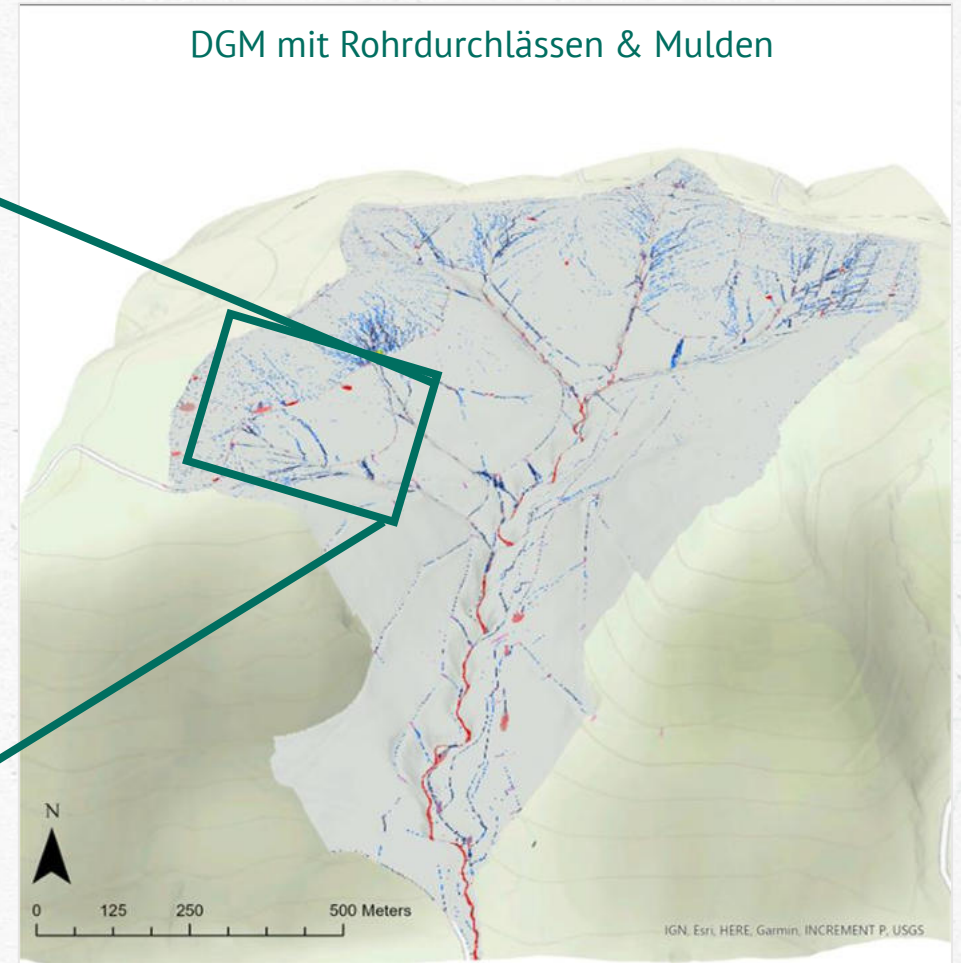 DGM mit Rohrdurchlässen & Mulden
N
0 125 250 500 Meters
IGN, Esri, HERE, Garmin, INCREMENT P, USGS